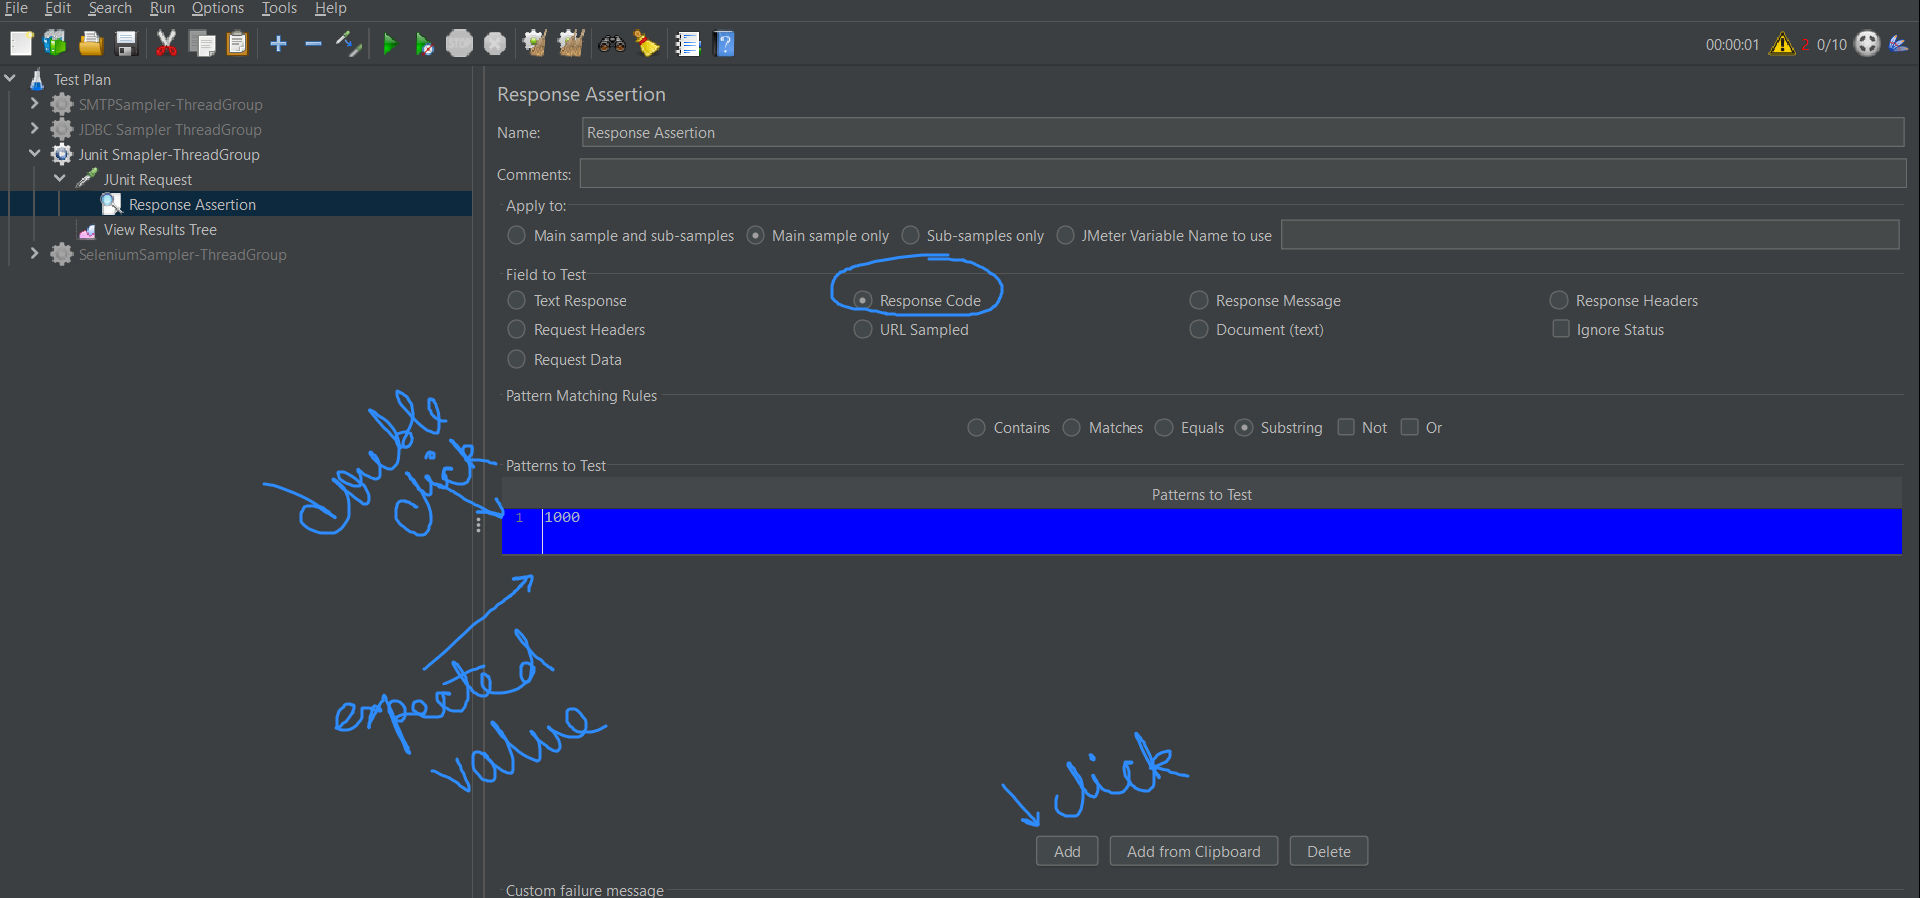 File Edit Search Run Options Tools Help
STOP
00:00:01 2 0/10
Test Plan
SMTPSampler-ThreadGroup
JDBC Sampler ThreadGroup
Junit Smapler-ThreadGroup
JUnit Request
Response Assertion
View Results Tree
SeleniumSampler-ThreadGroup
Response Assertion
Name: Response Assertion
Comments:
Apply to:
Main sample and sub-samples Main sample only Sub-samples only JMeter Variable Name to use
Field to Test
Text Response Response Code Response Message Response Headers
Request Headers URL Sampled Document (text) Ignore Status
Request Data
Pattern Matching Rules
Contains Matches Equals Substring Not Or
double
click
Patterns to Test
Patterns to Test
1 1000
expected
value
click
Add Add from Clipboard Delete
Custom failure message